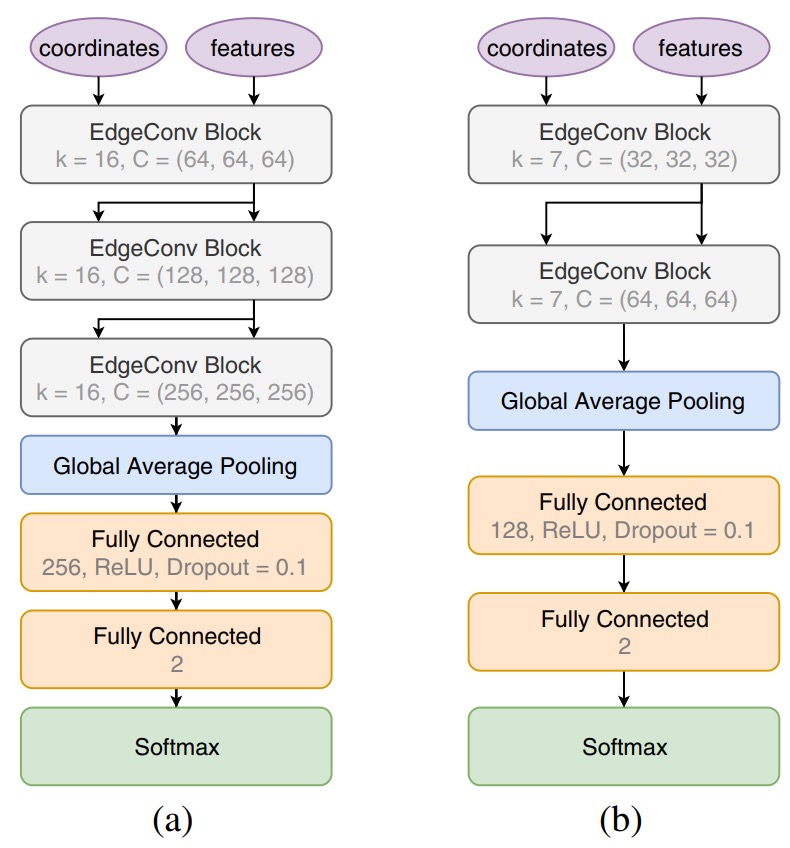 coordinates
features
EdgeConv Block
k = 16, C = (64, 64, 64)
EdgeConv Block
k = 16, C = (128, 128, 128)
EdgeConv Block
k = 16, C = (256, 256, 256)
Global Average Pooling
Fully Connected
256, ReLU, Dropout = 0.1
Fully Connected
2
Softmax
(a)
coordinates
features
EdgeConv Block
k = 7, C = (32, 32, 32)
EdgeConv Block
k = 7, C = (64, 64, 64)
Global Average Pooling
Fully Connected
128, ReLU, Dropout = 0.1
Fully Connected
2
Softmax
(b)